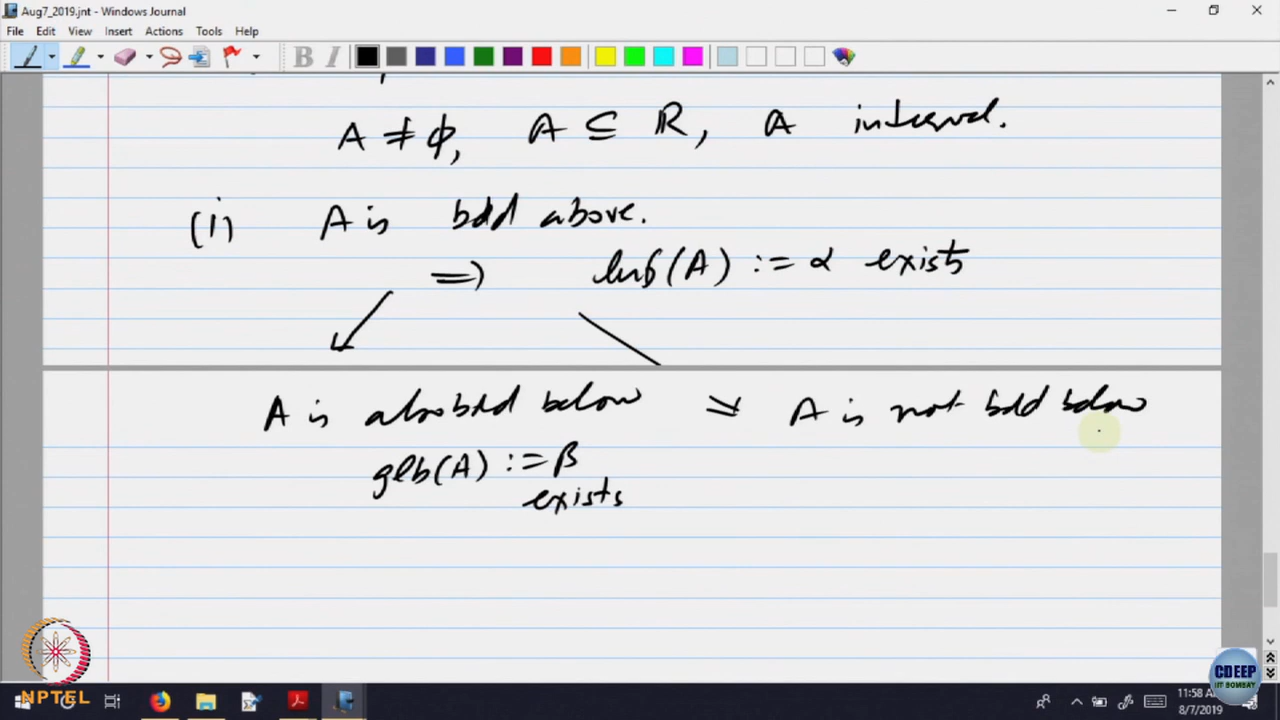 Aug7_2019.jnt - Windows Journal
File Edit View Insert Actions Tools Help
B I
A ≠ ϕ, A ⊆ ℝ, A interval.
(i) A is bdd above.
⇒ lub(A) := α exists
A is also bdd below A is not bdd below
glb(A) := β
exists
NPTEL
CDEEP
IIT BOMBAY
11:58 AM
8/7/2019